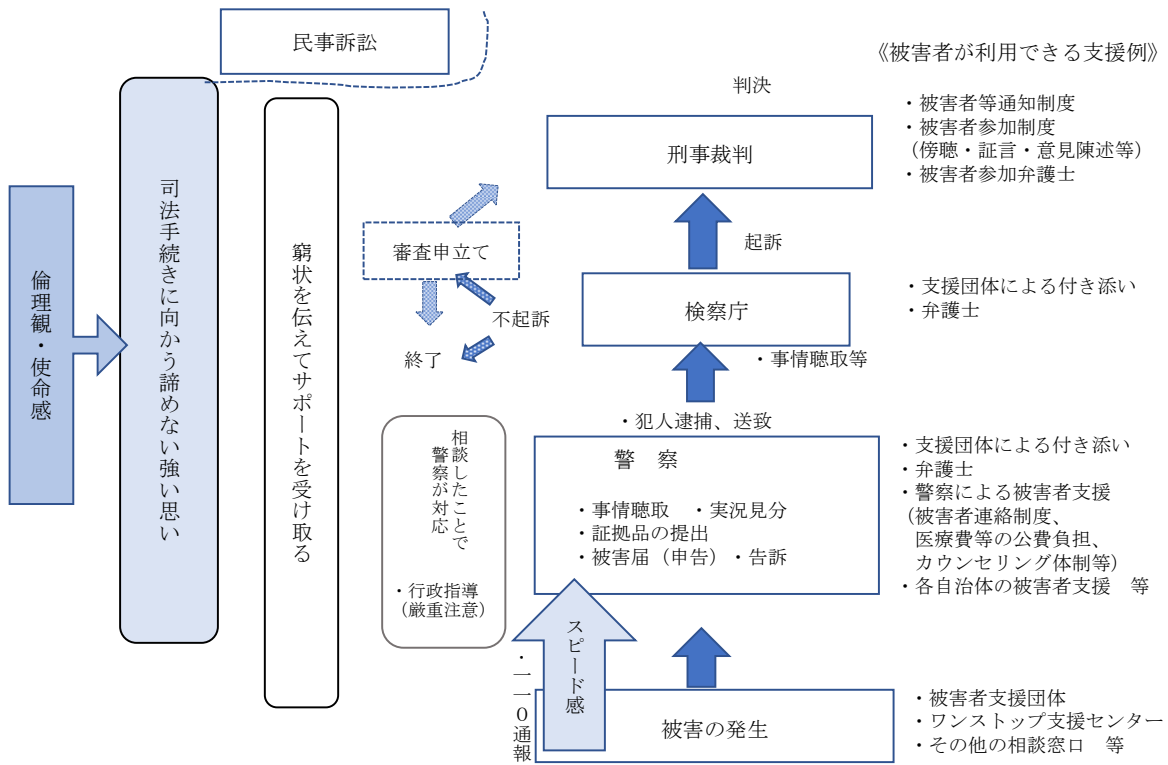 民事訴訟
《被害者が利用できる支援例》
判決
・被害者等通知制度
・被害者参加制度
（傍聴・証言・意見陳述等）
・被害者参加弁護士
刑事裁判
起訴
審査申立て
不起訴
終了
検察庁
・支援団体による付き添い
・弁護士
・事情聴取等
・犯人逮捕、送致
警　察
・事情聴取　・実況見分
・証拠品の提出
・被害届（申告）・告訴
・支援団体による付き添い
・弁護士
・警察による被害者支援
（被害者連絡制度、
医療費等の公費負担、
カウンセリング体制等）
・各自治体の被害者支援　等
相談したことで
警察が対応
・行政指導
（厳重注意）
スピード感
・一一０通報
被害の発生
・被害者支援団体
・ワンストップ支援センター
・その他の相談窓口　等
窮状を伝えてサポートを受け取る
司法手続きに向かう諦めない強い思い
倫理観・使命感